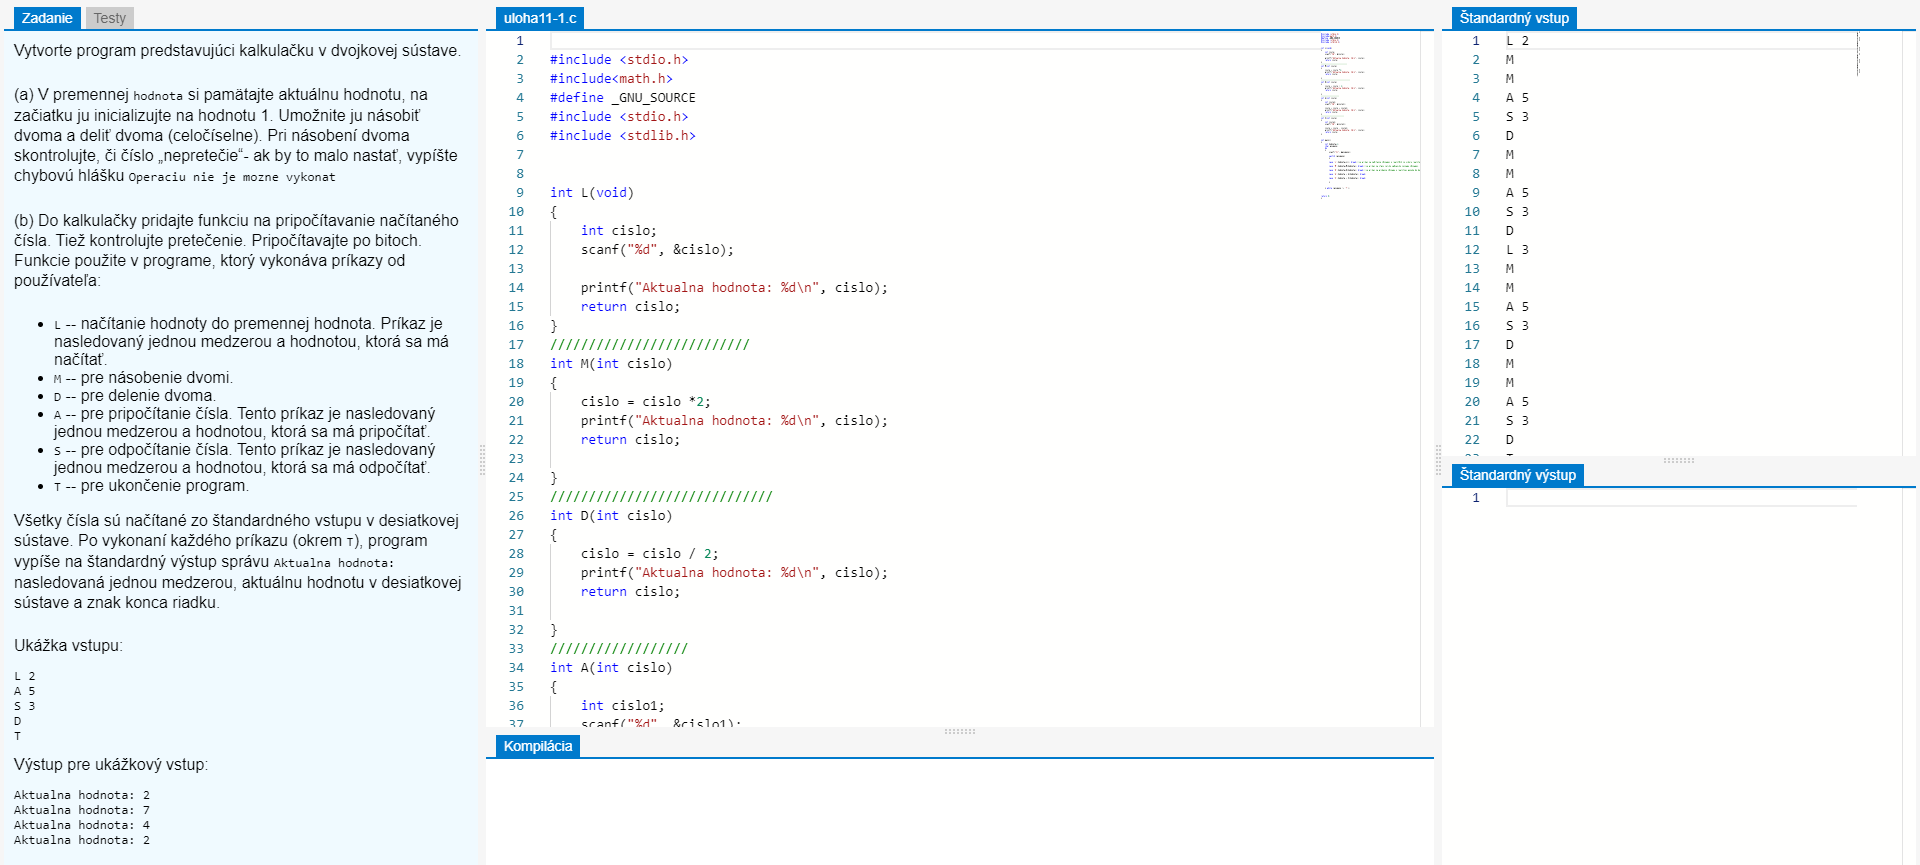 Zadanie
Testy
Vytvorte program predstavujúci kalkulačku v dvojkovej sústave.
(a) V premennej hodnota si pamätajte aktuálnu hodnotu, na
začiatku ju inicializujte na hodnotu 1. Umožnite ju násobiť
dvoma a deliť dvoma (celočíselne). Pri násobení dvoma
skontrolujte, či číslo „nepretečie“- ak by to malo nastať, vypíšte
chybovú hlášku Operaciu nie je mozne vykonat
(b) Do kalkulačky pridajte funkciu na pripočítavanie načítaného
čísla. Tiež kontrolujte pretečenie. Pripočítavajte po bitoch.
Funkcie použite v programe, ktorý vykonáva príkazy od
používateľa:
• L -- načítanie hodnoty do premennej hodnota. Príkaz je
nasledovaný jednou medzerou a hodnotou, ktorá sa má
načítať.
• M -- pre násobenie dvomi.
• D -- pre delenie dvoma.
• A -- pre pripočítanie čísla. Tento príkaz je nasledovaný
jednou medzerou a hodnotou, ktorá sa má pripočítať.
• S -- pre odpočítanie čísla. Tento príkaz je nasledovaný
jednou medzerou a hodnotou, ktorá sa má odpočítať.
• T -- pre ukončenie program.
Všetky čísla sú načítané zo štandardného vstupu v desiatkovej
sústave. Po vykonaní každého príkazu (okrem T), program
vypíše na štandardný výstup správu Aktualna hodnota:
nasledovaná jednou medzerou, aktuálnu hodnotu v desiatkovej
sústave a znak konca riadku.
Ukážka vstupu:
L 2
A 5
S 3
D
T
Výstup pre ukážkový vstup:
Aktualna hodnota: 2
Aktualna hodnota: 7
Aktualna hodnota: 4
Aktualna hodnota: 2
uloha11-1.c
1
2 #include <stdio.h>
3 #include<math.h>
4 #define _GNU_SOURCE
5 #include <stdio.h>
6 #include <stdlib.h>
7
8
9 int L(void)
10 {
11 int cislo;
12 scanf("%d", &cislo);
13
14 printf("Aktualna hodnota: %d\n", cislo);
15 return cislo;
16 }
17 //////////////////////////
18 int M(int cislo)
19 {
20 cislo = cislo *2;
21 printf("Aktualna hodnota: %d\n", cislo);
22 return cislo;
23
24 }
25 /////////////////////////////
26 int D(int cislo)
27 {
28 cislo = cislo / 2;
29 printf("Aktualna hodnota: %d\n", cislo);
30 return cislo;
31
32 }
33 //////////////////
34 int A(int cislo)
35 {
36 int cislo1;
37 scanf("%d", &cislo1);
Kompilácia
Štandardný vstup
1 L 2
2 M
3 M
4 A 5
5 S 3
6 D
7 M
8 M
9 A 5
10 S 3
11 D
12 L 3
13 M
14 M
15 A 5
16 S 3
17 D
18 M
19 M
20 A 5
21 S 3
22 D
23 T
Štandardný výstup
1